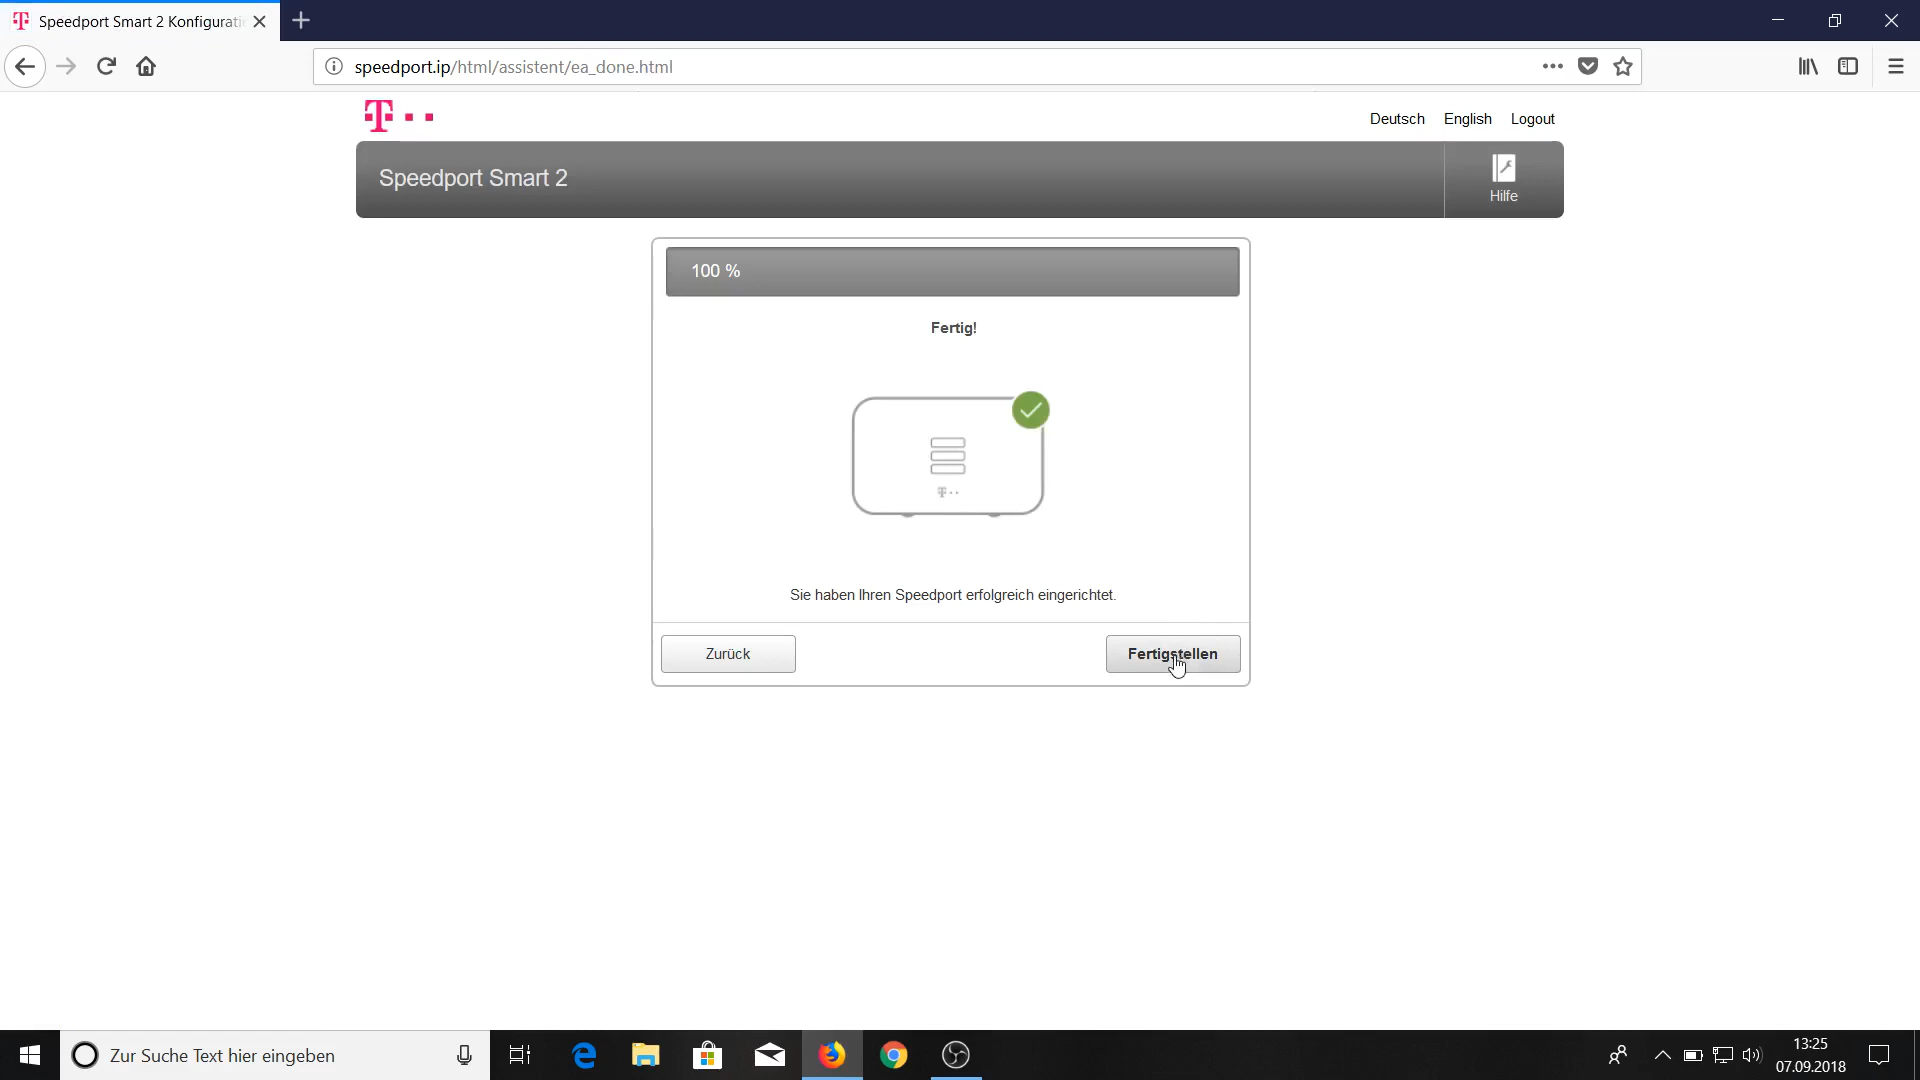 Speedport Smart 2 Konfigurati
speedport.ip/html/assistent/ea_done.html
T
Deutsch English Logout
Speedport Smart 2
Hilfe
100 %
Fertig!
T
Sie haben Ihren Speedport erfolgreich eingerichtet.
Zurück
Fertigstellen
Zur Suche Text hier eingeben
13:25
07.09.2018